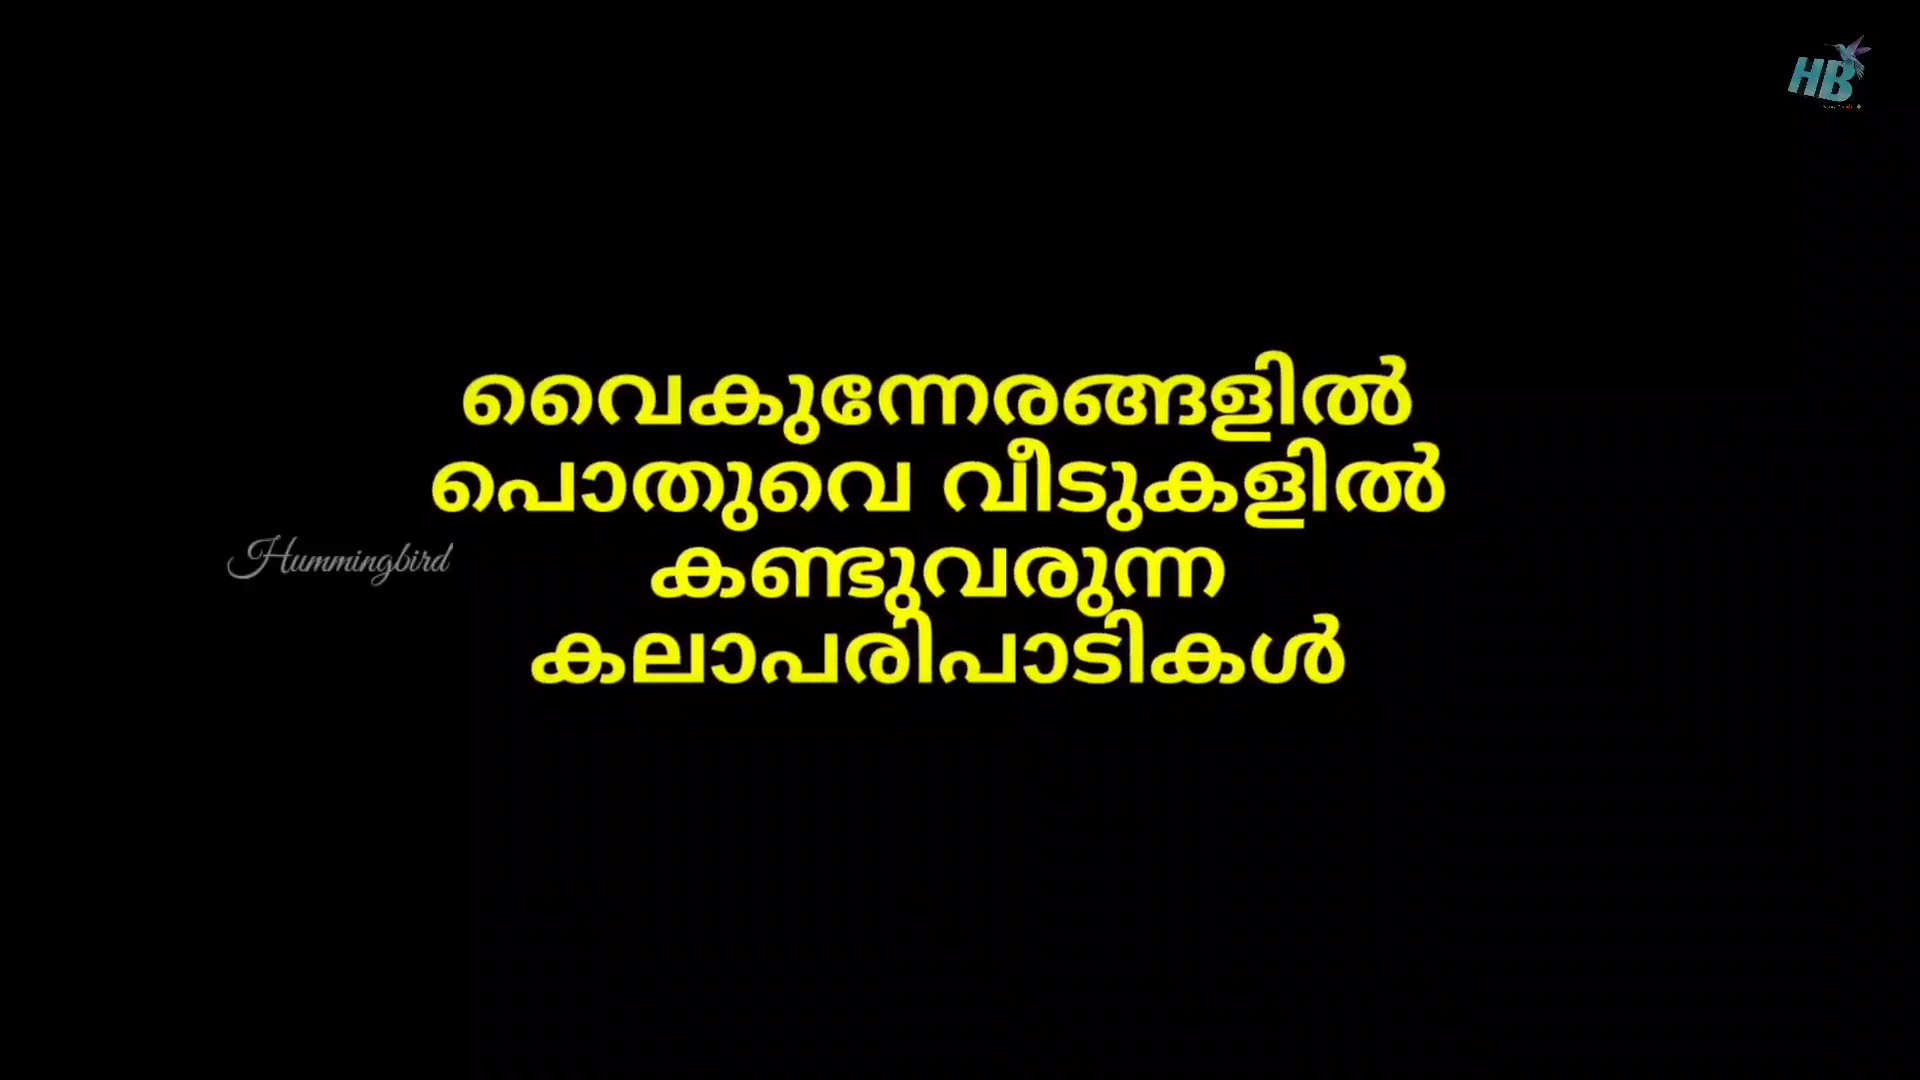 HB
വൈകുന്നേരങ്ങളിൽ
പൊതുവെ വീടുകളിൽ
Hummingbird
കണ്ടുവരുന്ന
കലാപരിപാടികൾ